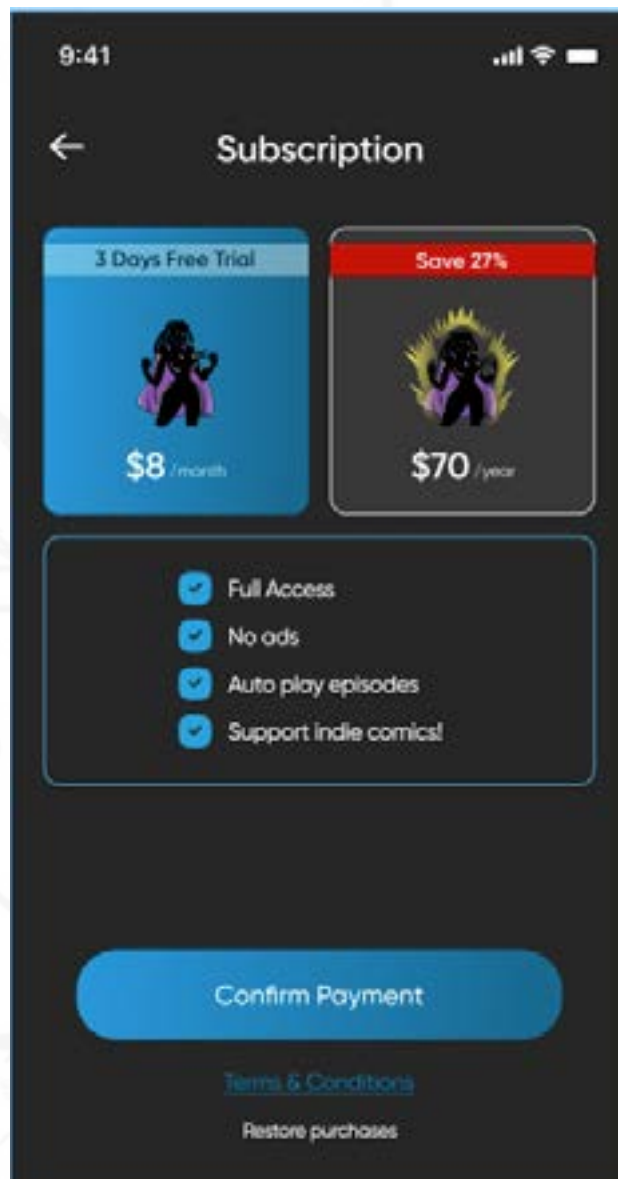 9:41
Subscription
3 Days Free Trial
Save 27%
$8 /month
$70 /year
Full Access
No ads
Auto play episodes
Support indie comics!
Confirm Payment
Terms & Conditions
Restore purchases